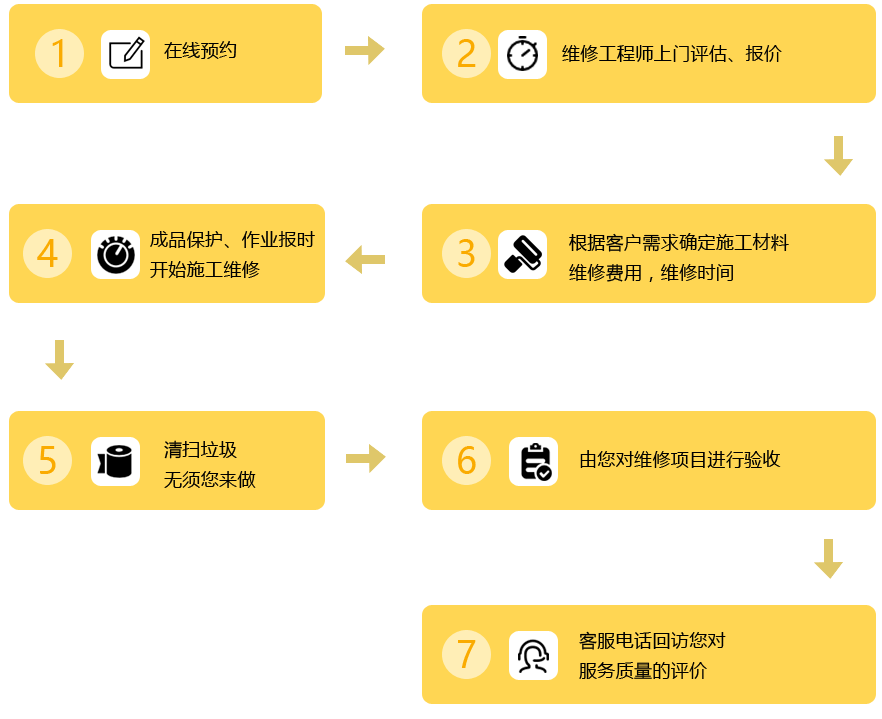 1
在线预约
2
维修工程师上门评估、报价
3
根据客户需求确定施工材料
维修费用，维修时间
4
成品保护、作业报时
开始施工维修
5
清扫垃圾
无须您来做
6
由您对维修项目进行验收
7
客服电话回访您对
服务质量的评价